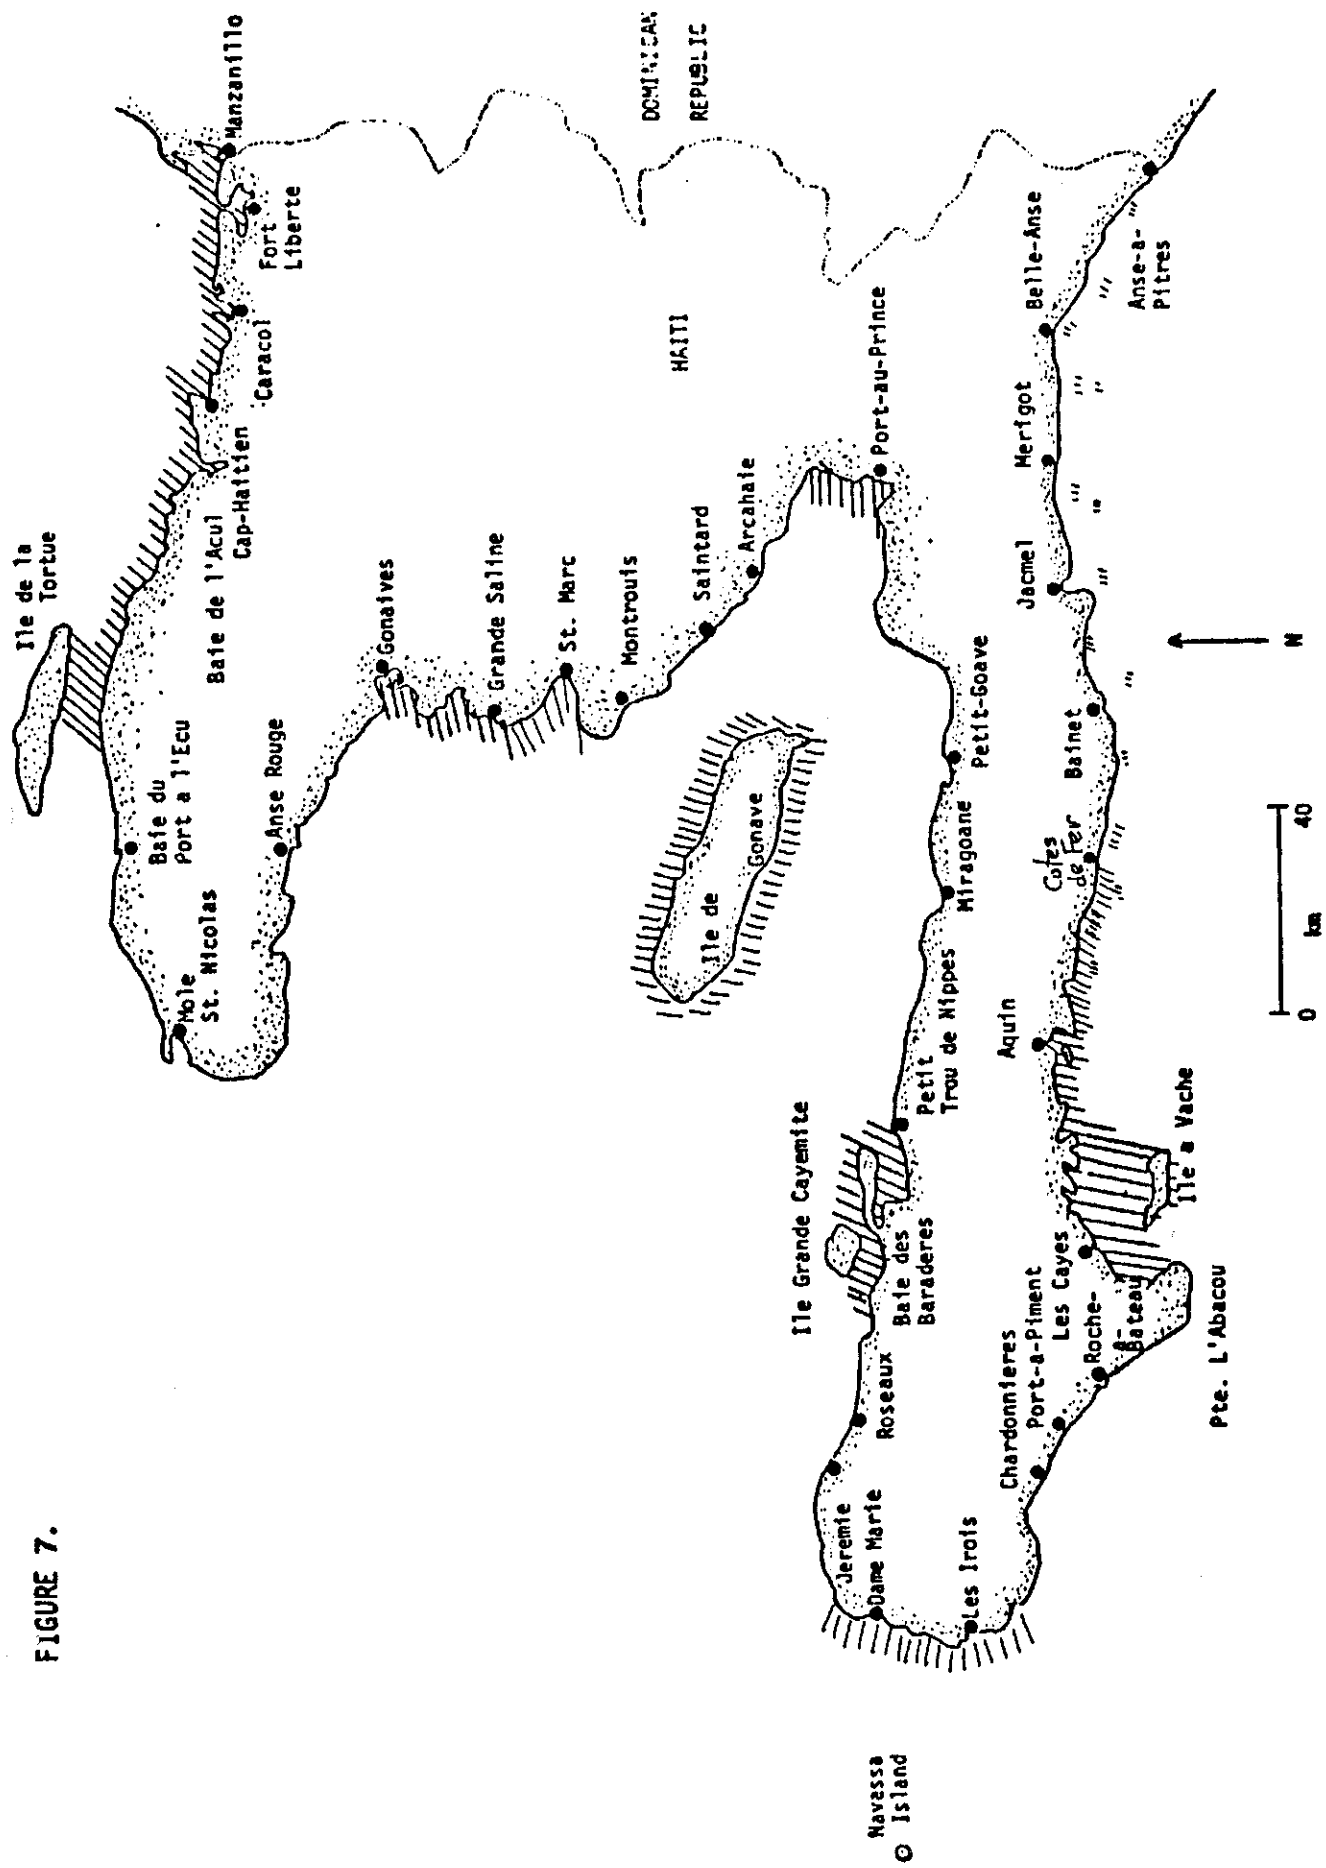 FIGURE 7.
Ile de la
Tortue
Manzanillo
Fort
Liberte
Caracol
Cap-Haitien
Baie de l'Acul
Baie du
Port a l'Ecu
Mole
St. Nicolas
Anse Rouge
Gonaives
Grande Saline
St. Marc
Montrouis
Saintard
Arcahaie
Port-au-Prince
HAITI
DOMINICAN
REPUBLIC
Ile de
Gonave
Petit-Goave
Miragoane
Petit
Trou de Nippes
Ile Grande Cayemite
Baie des
Baraderes
Roseaux
Jeremie
Dame Marie
Les Irois
Navassa
Island
Chardonnieres
Port-a-Piment
Roche-
a-
Bateau
Les Cayes
Pte. L'Abacou
Ile a Vache
Aquin
Cotes
de Fer
Bainet
Jacmel
Merigot
Belle-Anse
Anse-a-
Pitres
N
0 40
km